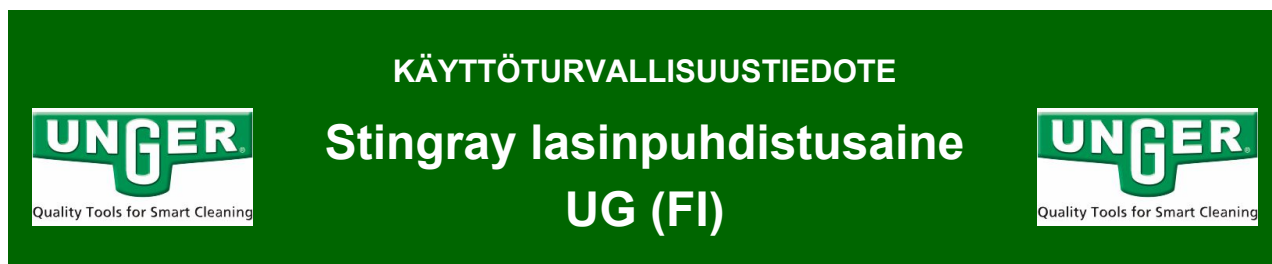 KÄYTTÖTURVALLISUUSTIEDOTE
UNGER
Quality Tools for Smart Cleaning
Stingray lasinpuhdistusaine
UG (FI)
UNGER
Quality Tools for Smart Cleaning